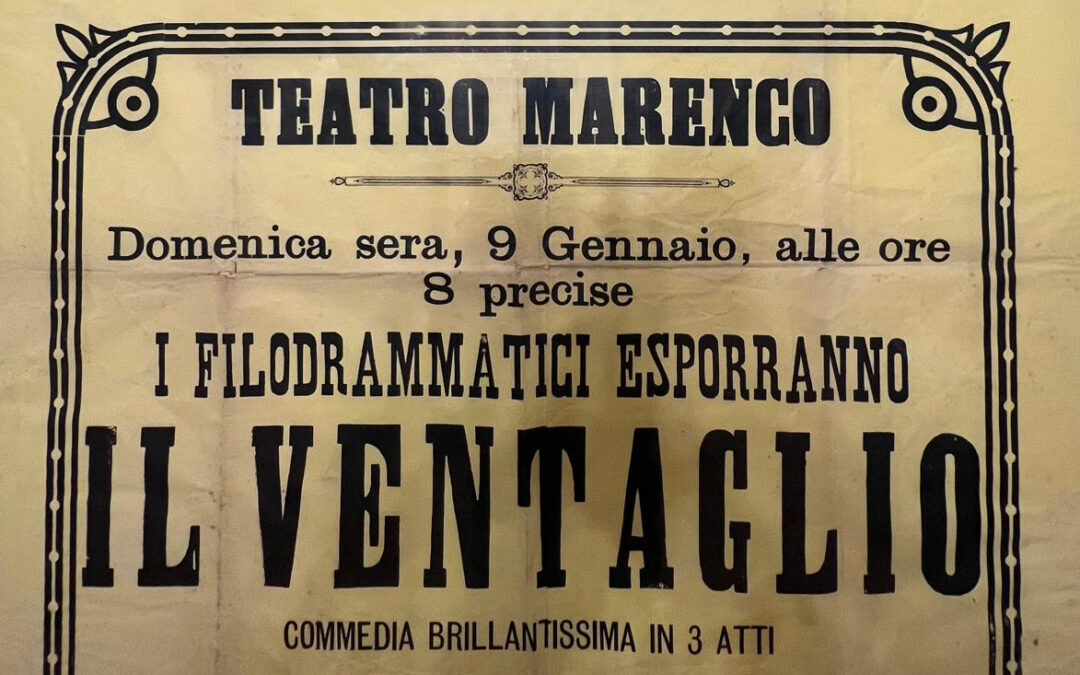 TEATRO MARENCO
Domenica sera, 9 Gennaio, alle ore
8 precise
I FILODRAMMATICI ESPORRANNO
IL VENTAGLIO
COMMEDIA BRILLANTISSIMA IN 3 ATTI